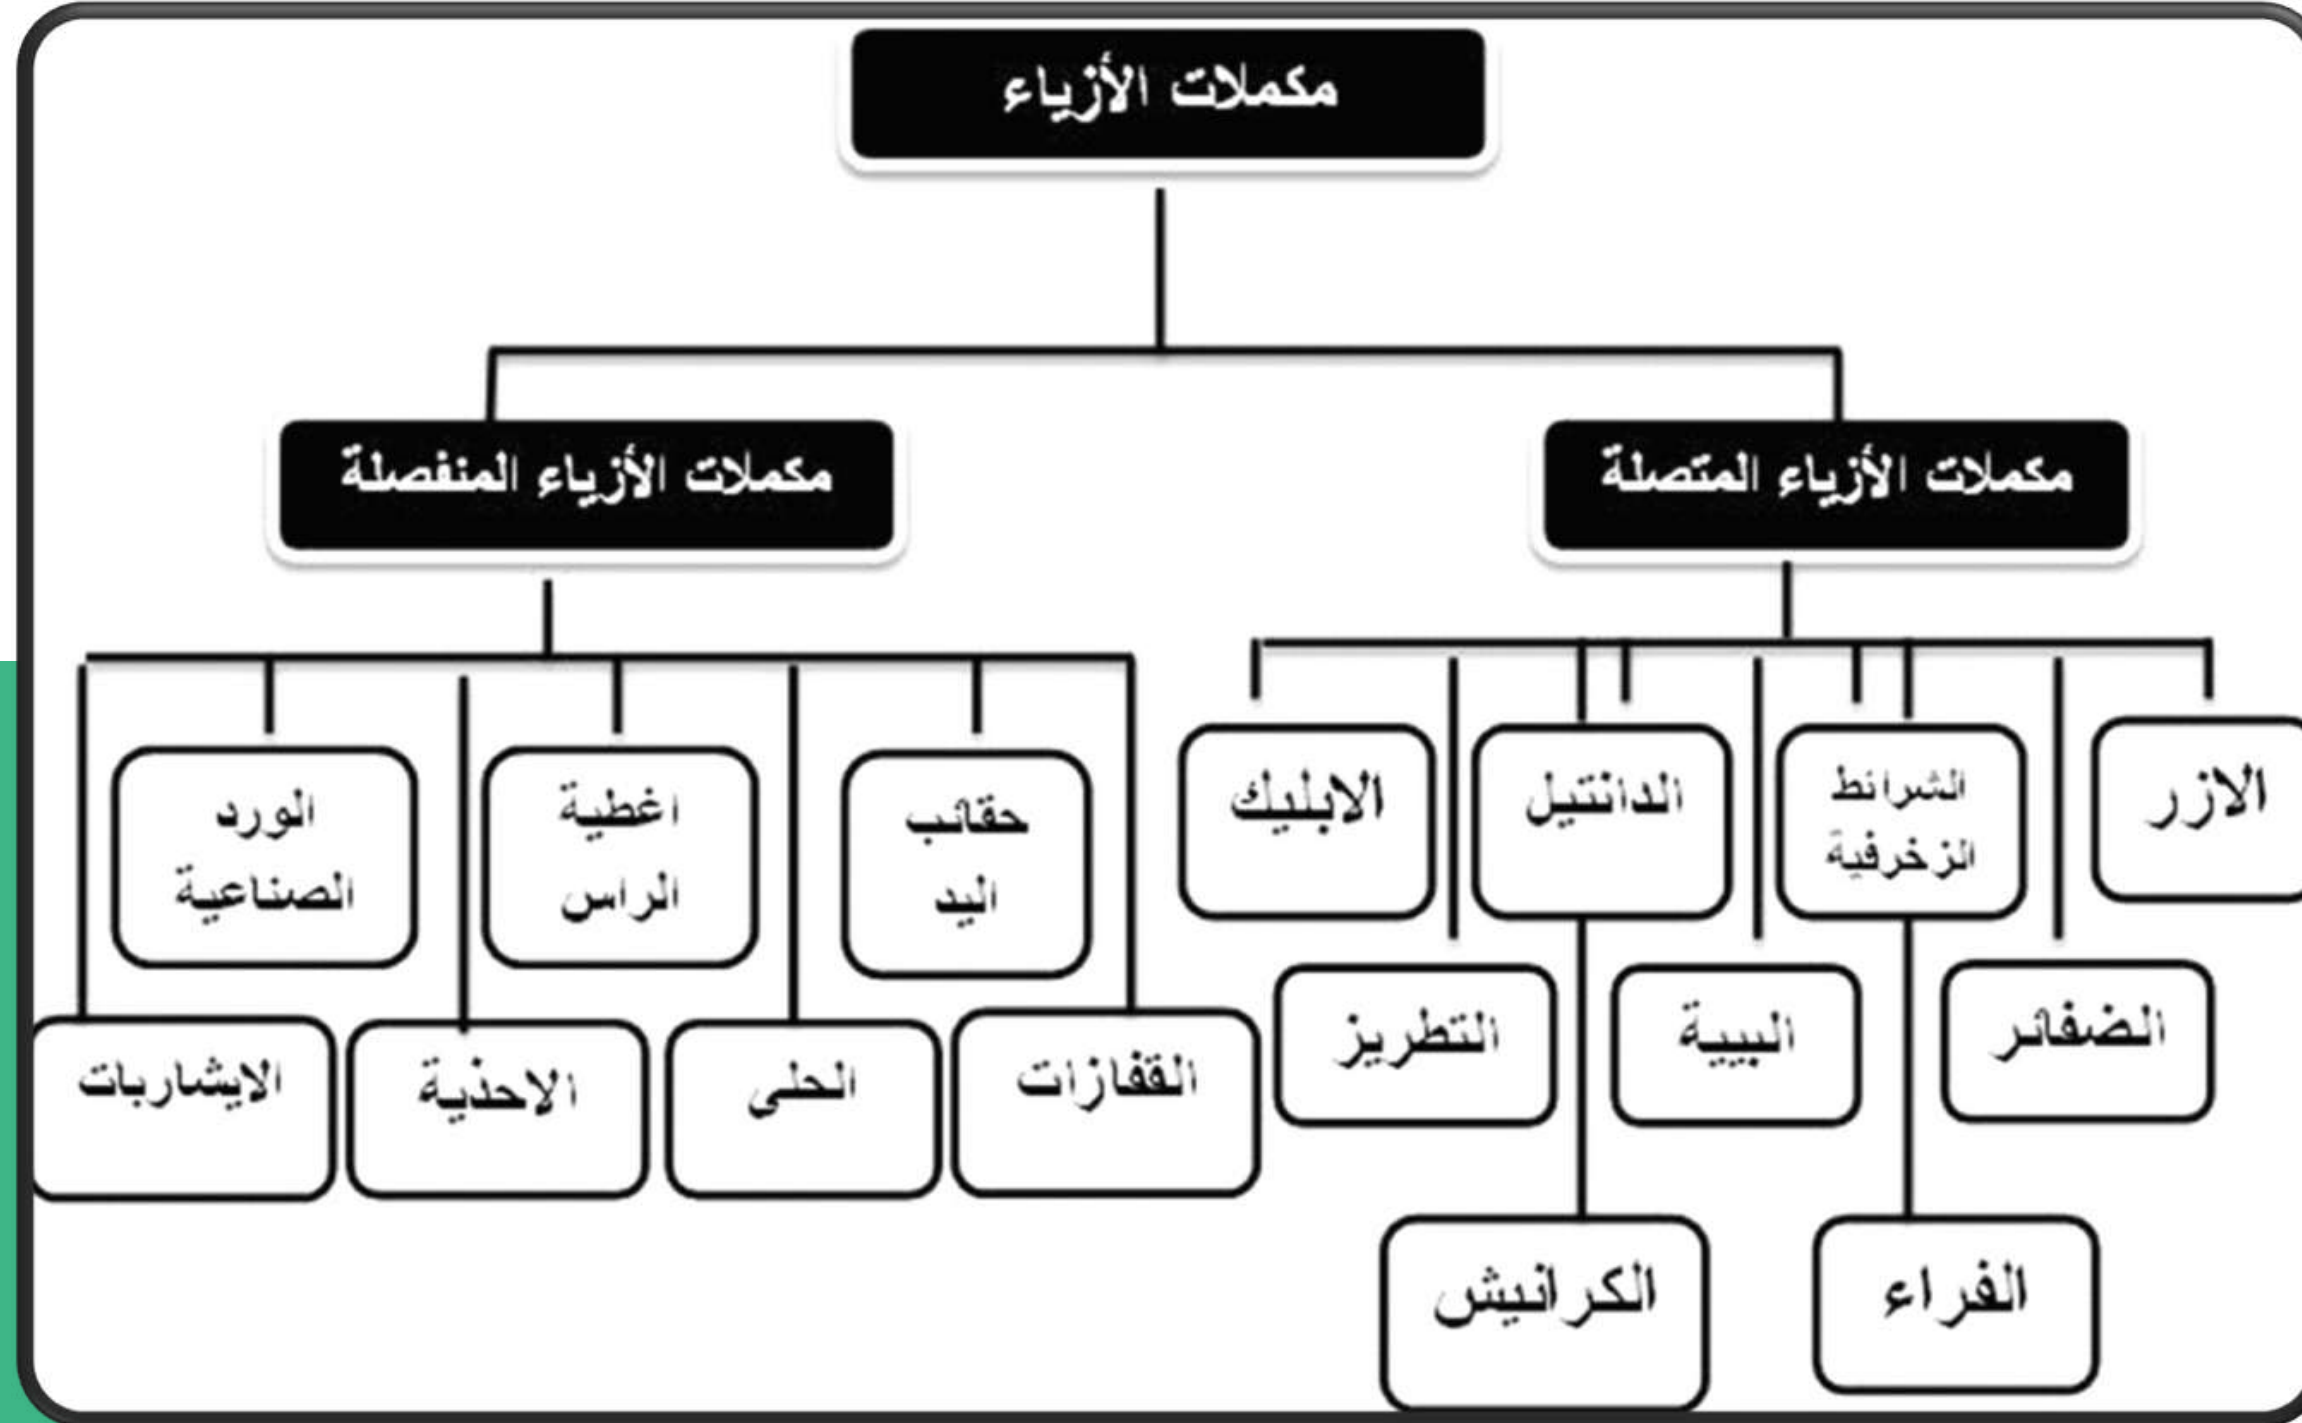 مكملات الأزياء
مكملات الأزياء المتصلة
مكملات الأزياء المنفصلة
الازر
الشرائط
الزخرفية
الدانتيل
الابليك
الضفائر
البيية
التطريز
الفراء
الكرانيش
حقائب
اليد
اغطية
الراس
الورد
الصناعية
القفازات
الحلى
الاحذية
الايشاربات